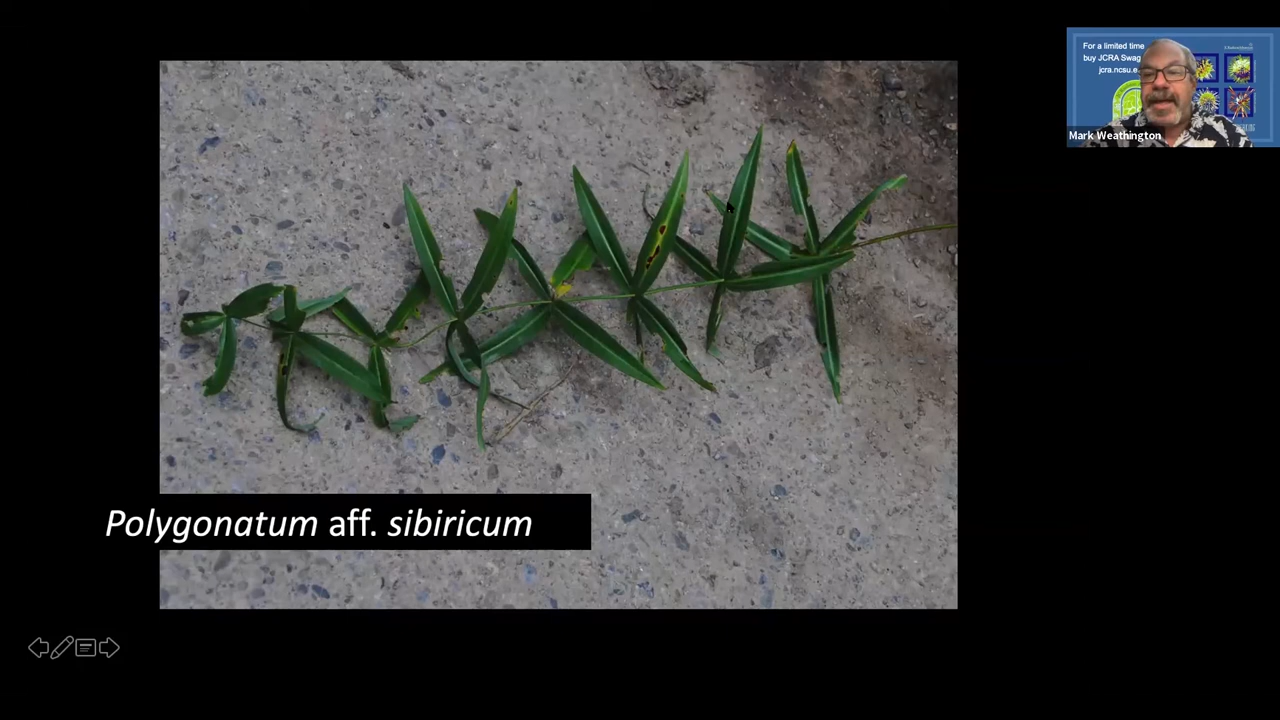 For a limited time
buy JCRA Swag
jcra.ncsu.e
Mark Weathington
Polygonatum aff. sibiricum